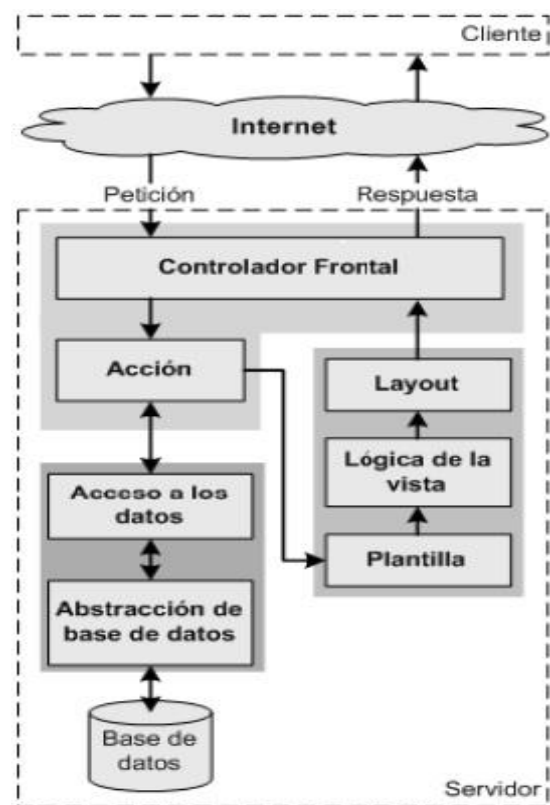 Cliente
Internet
Petición
Respuesta
Controlador Frontal
Acción
Layout
Lógica de la
vista
Plantilla
Acceso a los
datos
Abstracción de
base de datos
Base de
datos
Servidor